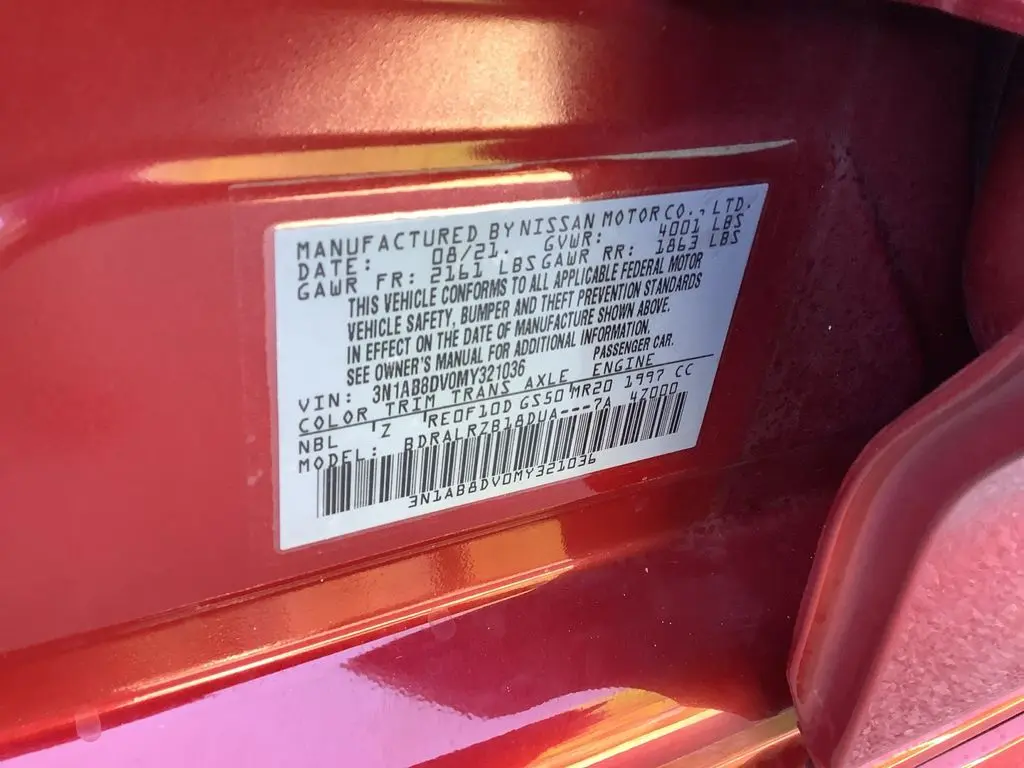 MANUFACTURED BY NISSAN MOTOR CO., LTD.
DATE: 08/21. GVWR: 4001 LBS
GAWR FR: 2161 LBS GAWR RR: 1863 LBS
THIS VEHICLE CONFORMS TO ALL APPLICABLE FEDERAL MOTOR
VEHICLE SAFETY, BUMPER AND THEFT PREVENTION STANDARDS
IN EFFECT ON THE DATE OF MANUFACTURE SHOWN ABOVE.
SEE OWNER'S MANUAL FOR ADDITIONAL INFORMATION.
VIN: 3N1AB8DV0MY321036 PASSENGER CAR.
COLOR TRIM TRANS AXLE ENGINE
NBL Z RE0F10D GS50 MR20 1997 CC
MODEL: BDRALRZB18DUA---7A 47000
3N1AB8DV0MY321036